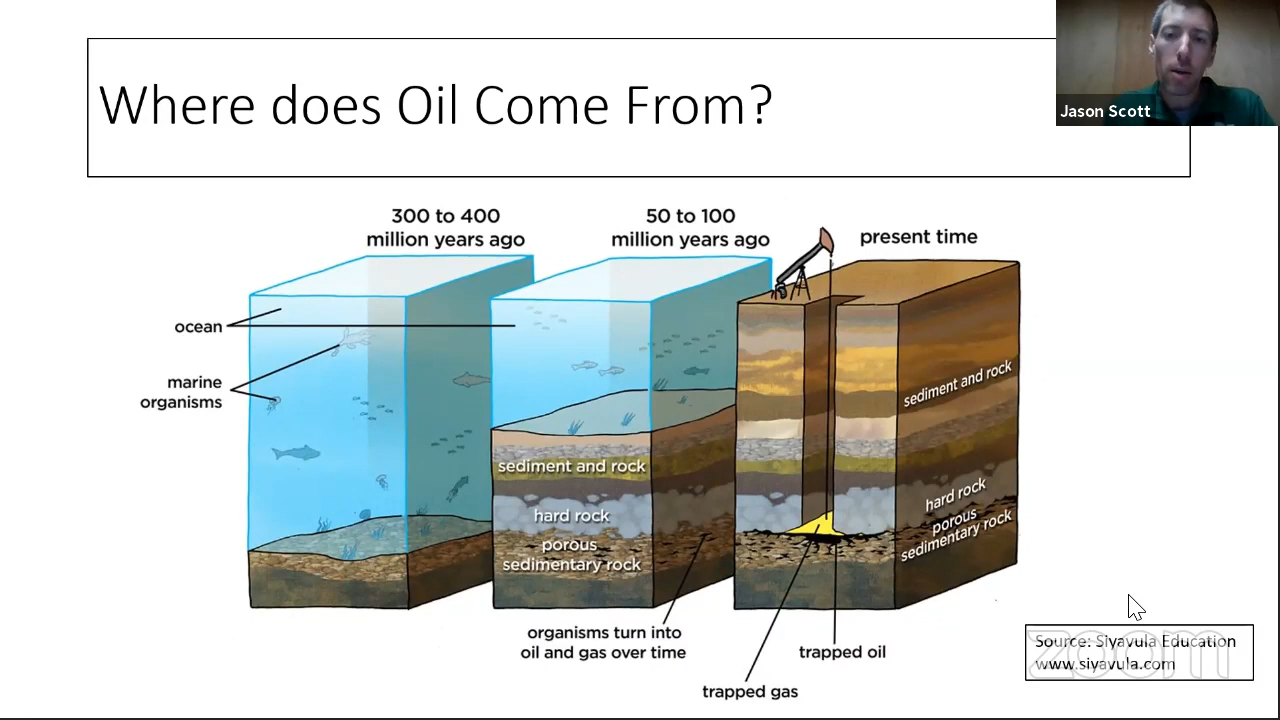 Where does Oil Come From?
Jason Scott
300 to 400
million years ago
50 to 100
million years ago
present time
ocean
marine
organisms
sediment and rock
hard rock
porous
sedimentary rock
sediment and rock
hard rock
porous
sedimentary rock
organisms turn into
oil and gas over time
trapped oil
trapped gas
Source: Siyavula Education
www.siyavula.com
zoom